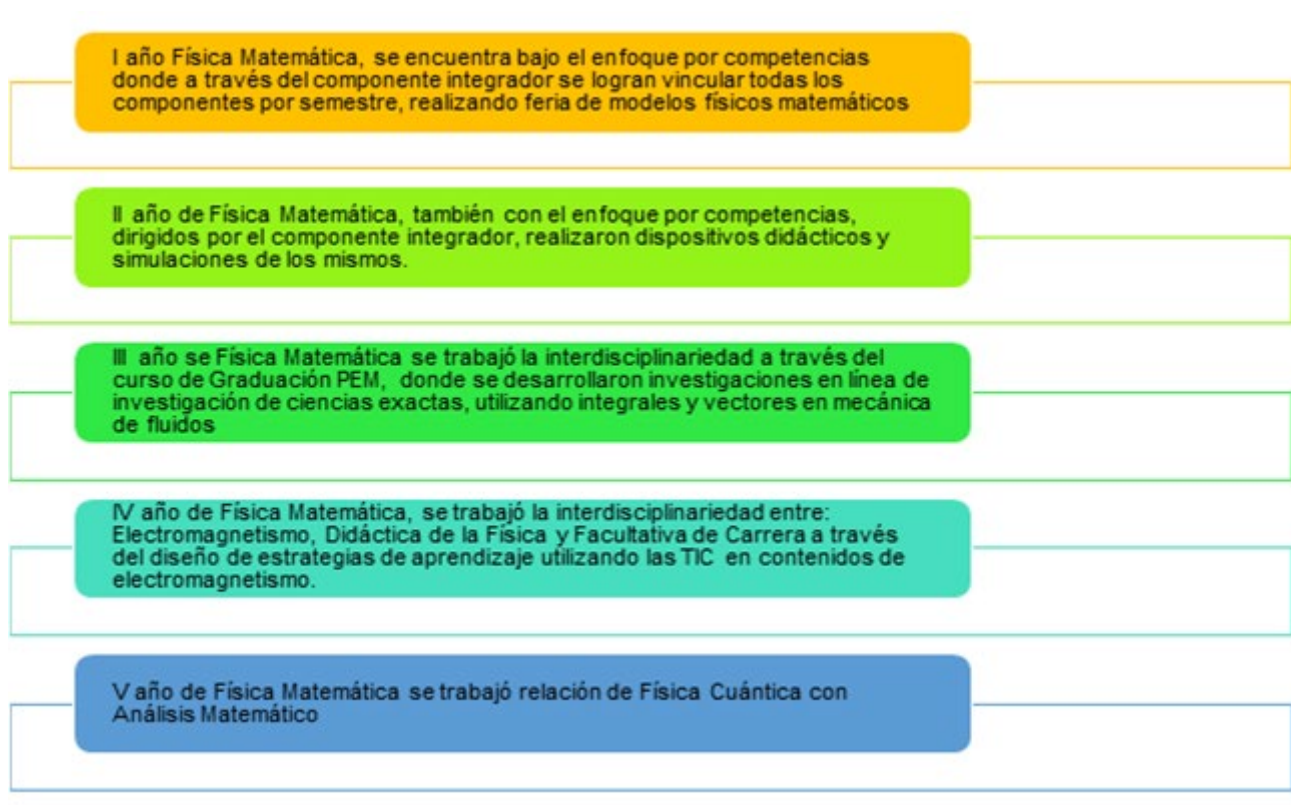 I año Física Matemática, se encuentra bajo el enfoque por competencias
donde a través del componente integrador se logran vincular todas los
componentes por semestre, realizando feria de modelos físicos matemáticos
II año de Física Matemática, también con el enfoque por competencias,
dirigidos por el componente integrador, realizaron dispositivos didácticos y
simulaciones de los mismos.
III año se Física Matemática se trabajó la interdisciplinariedad a través del
curso de Graduación PEM, donde se desarrollaron investigaciones en línea de
investigación de ciencias exactas, utilizando integrales y vectores en mecánica
de fluidos
IV año de Física Matemática, se trabajó la interdisciplinariedad entre:
Electromagnetismo, Didáctica de la Física y Facultativa de Carrera a través
del diseño de estrategias de aprendizaje utilizando las TIC en contenidos de
electromagnetismo.
V año de Física Matemática se trabajó relación de Física Cuántica con
Análisis Matemático